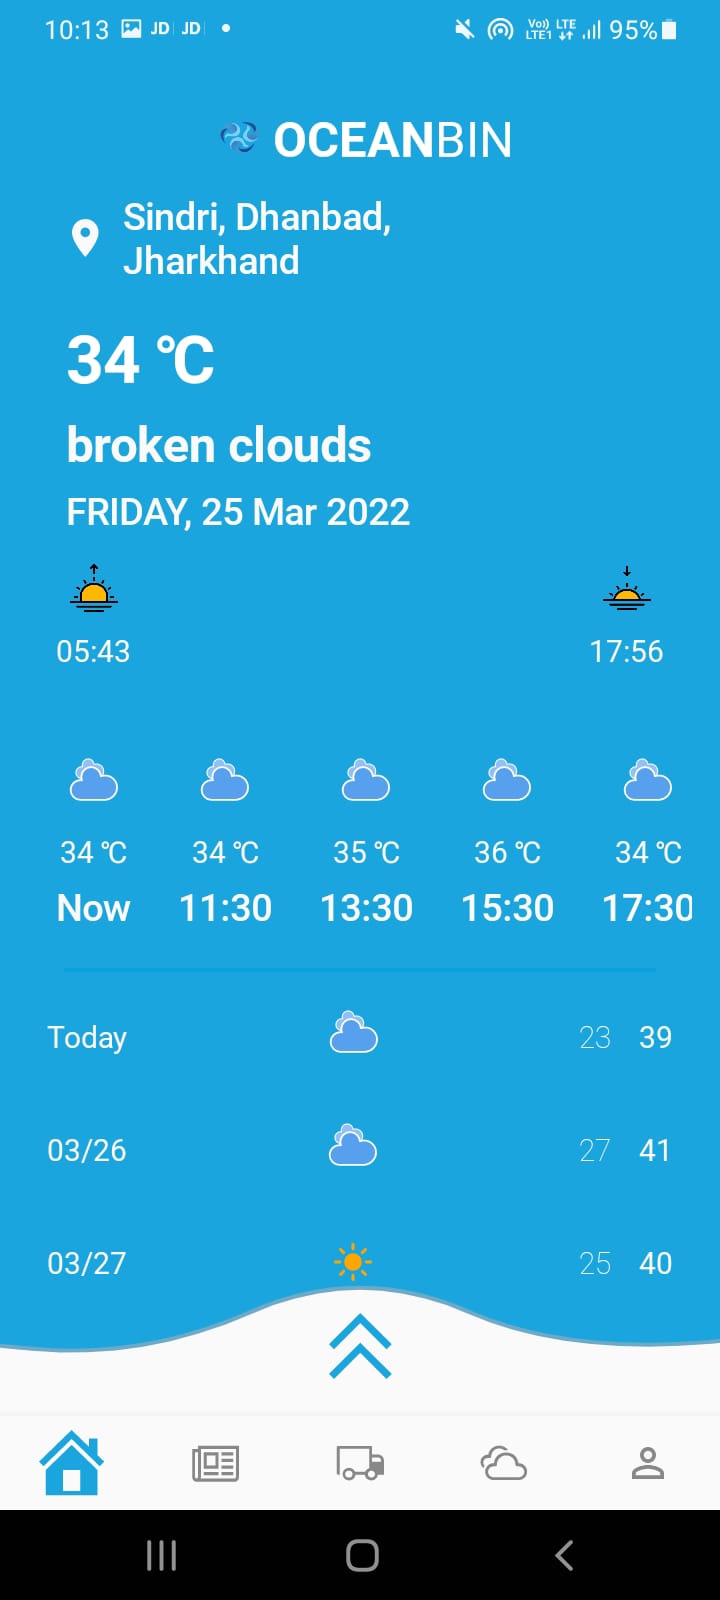 10:13 JD JD 95%
Vo)) LTE
LTE1
OCEANBIN
Sindri, Dhanbad,
Jharkhand
34 °C
broken clouds
FRIDAY, 25 Mar 2022
05:43 17:56
34 °C 34 °C 35 °C 36 °C 34 °C
Now 11:30 13:30 15:30 17:30
Today 23 39
03/26 27 41
03/27 25 40